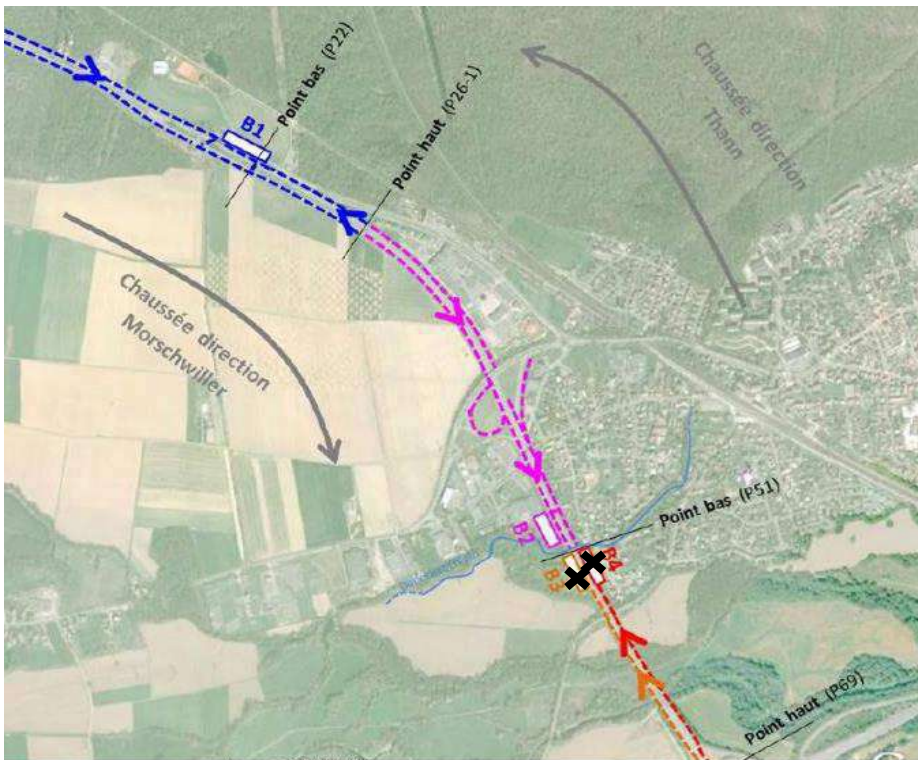 Point bas (P22)
B1
Point haut (P26-1)
Chaussée direction
Thann
Chaussée direction
Morschwiller
Point bas (P51)
B2
B3
B4
Point haut (P69)